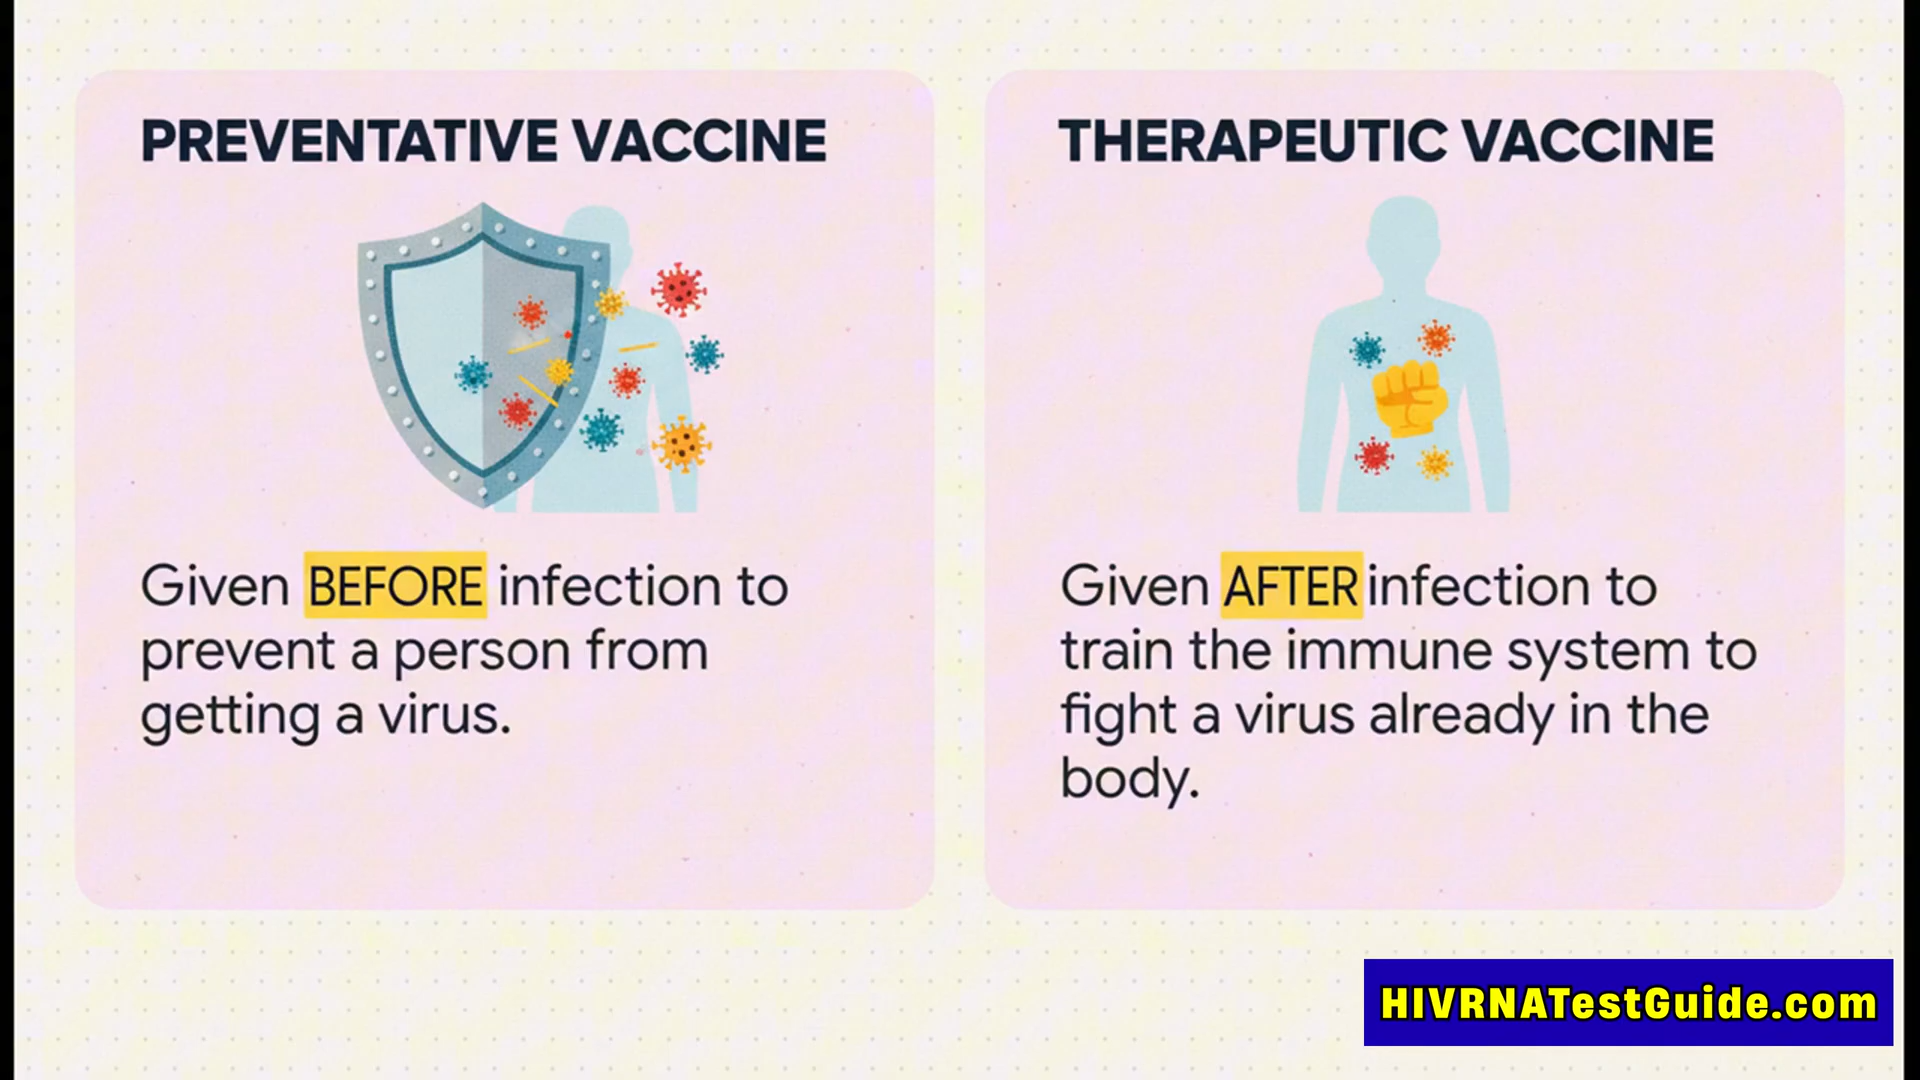 PREVENTATIVE VACCINE
Given BEFORE infection to
prevent a person from
getting a virus.
THERAPEUTIC VACCINE
Given AFTER infection to
train the immune system to
fight a virus already in the
body.
HIVRNATestGuide.com